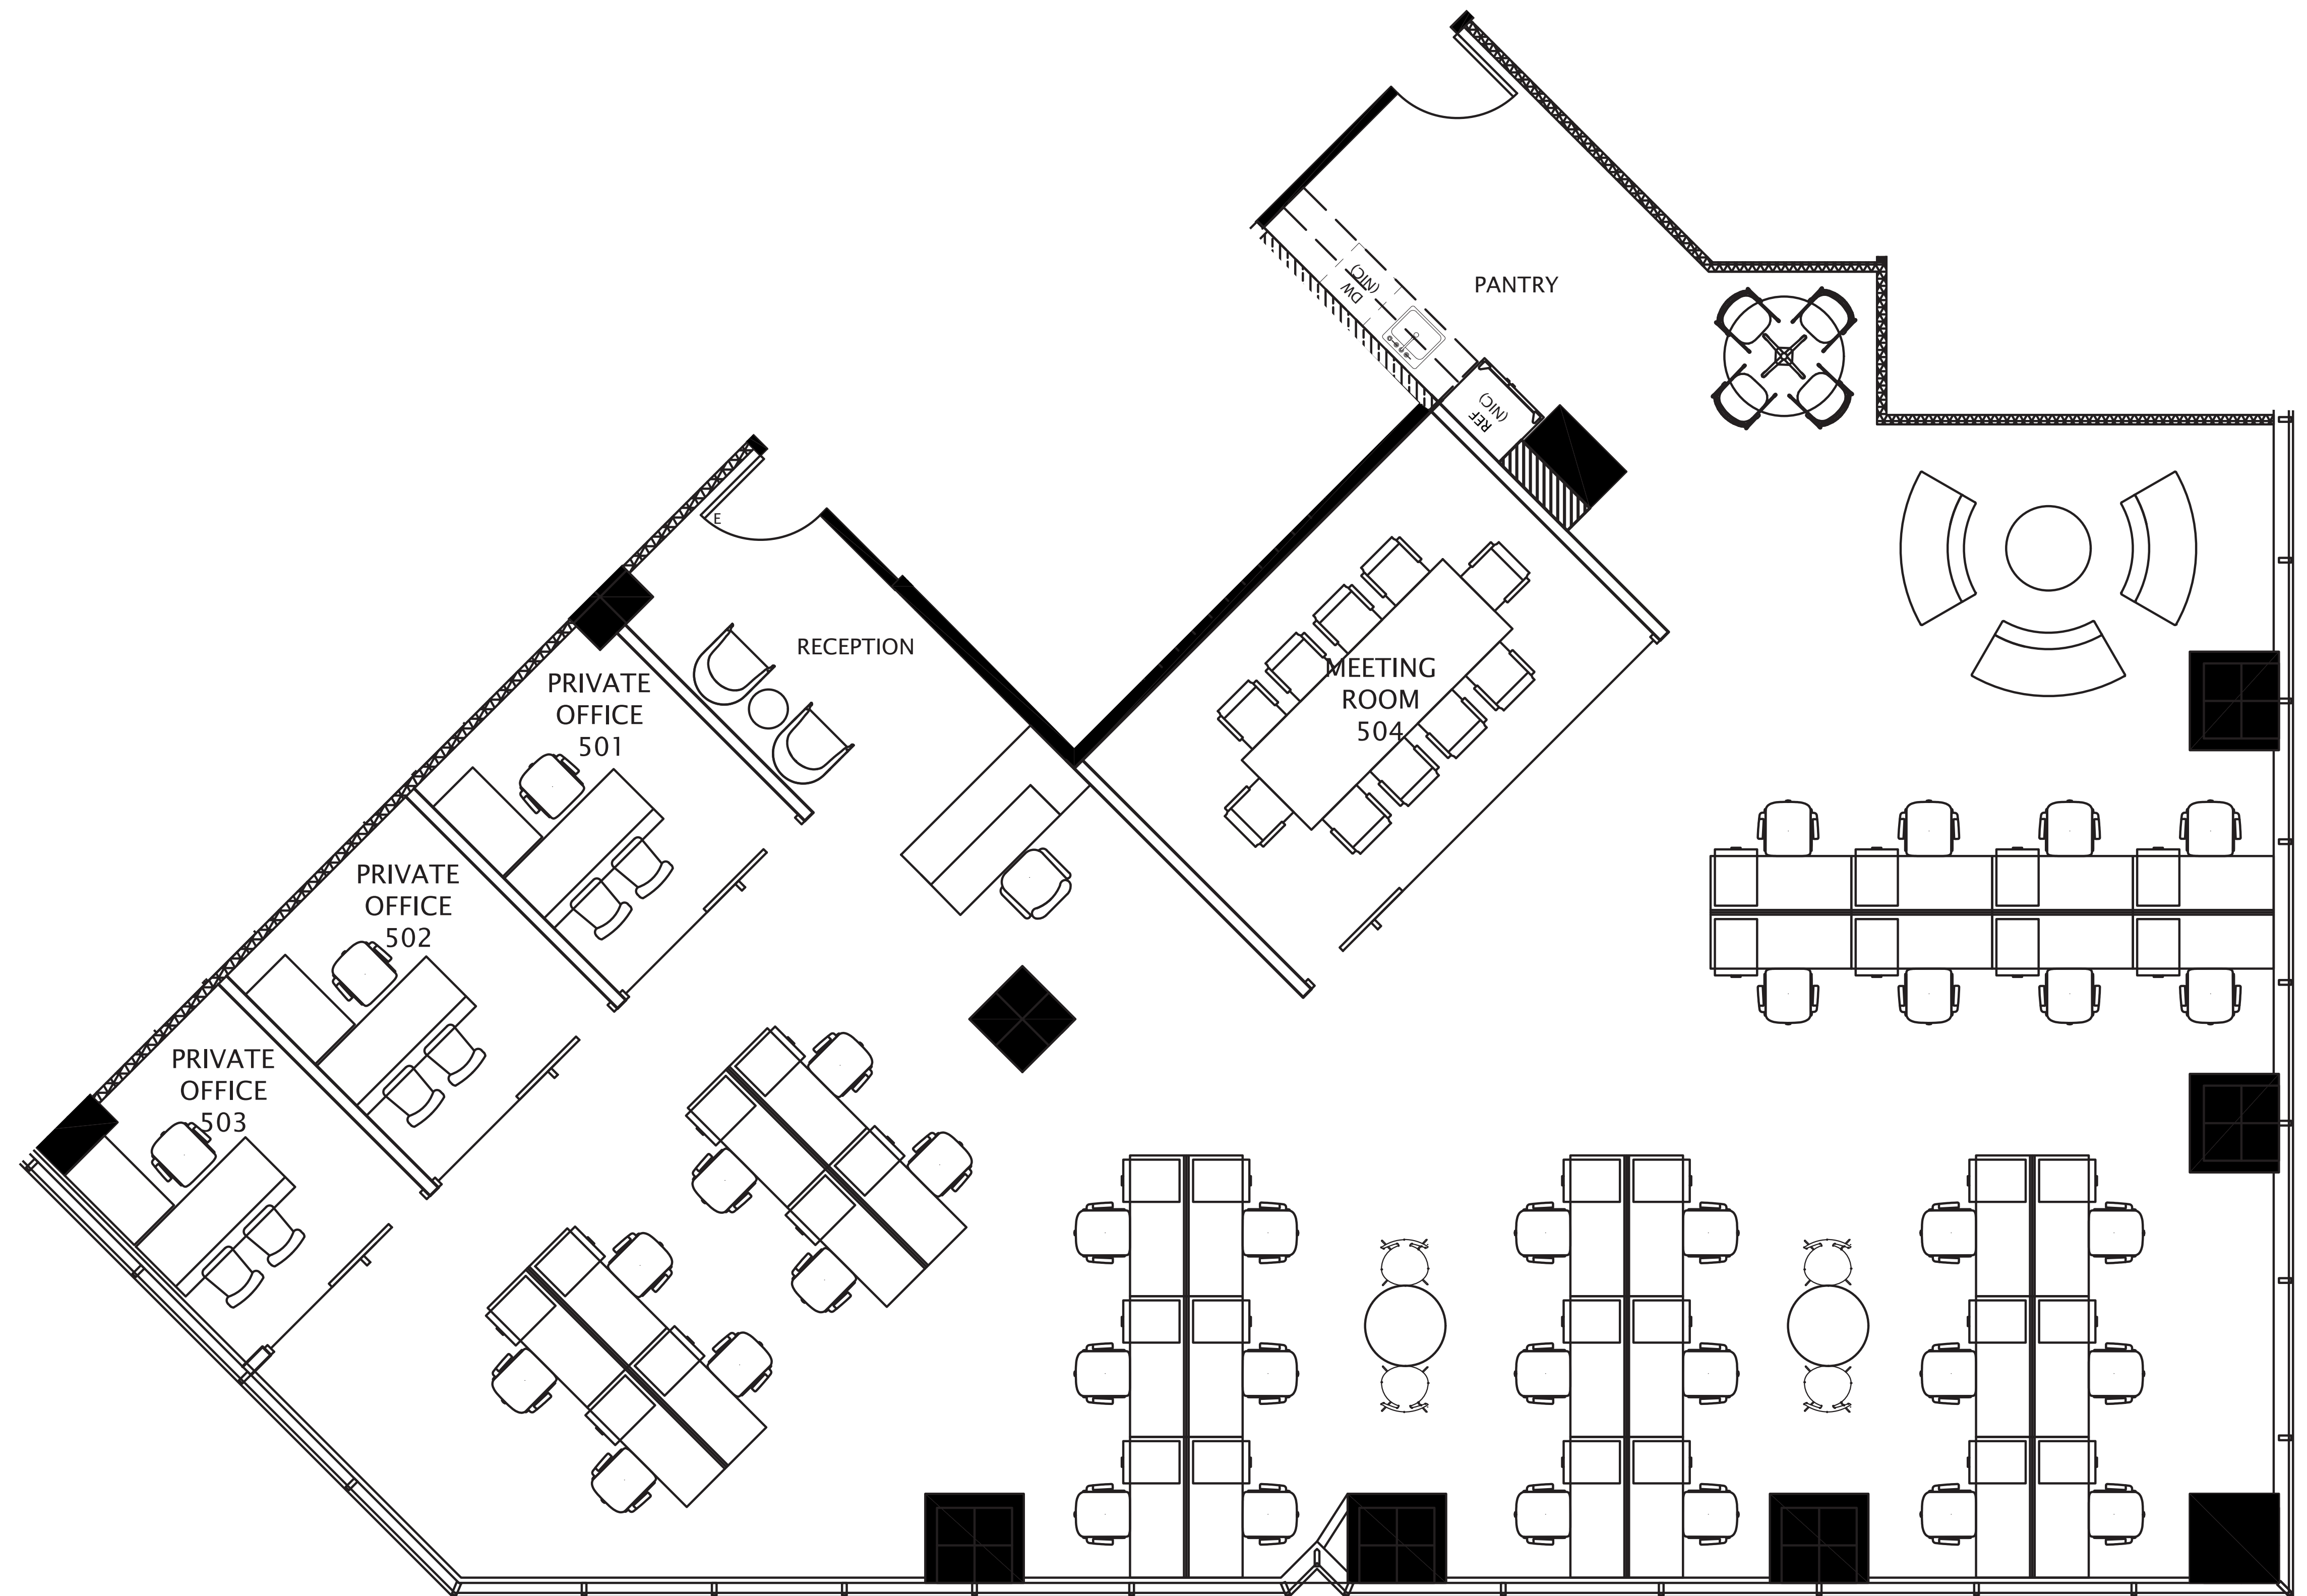 PANTRY
DW
(NIC)
REF
(NIC)
E
RECEPTION
PRIVATE
OFFICE
501
MEETING
ROOM
504
PRIVATE
OFFICE
502
PRIVATE
OFFICE
503